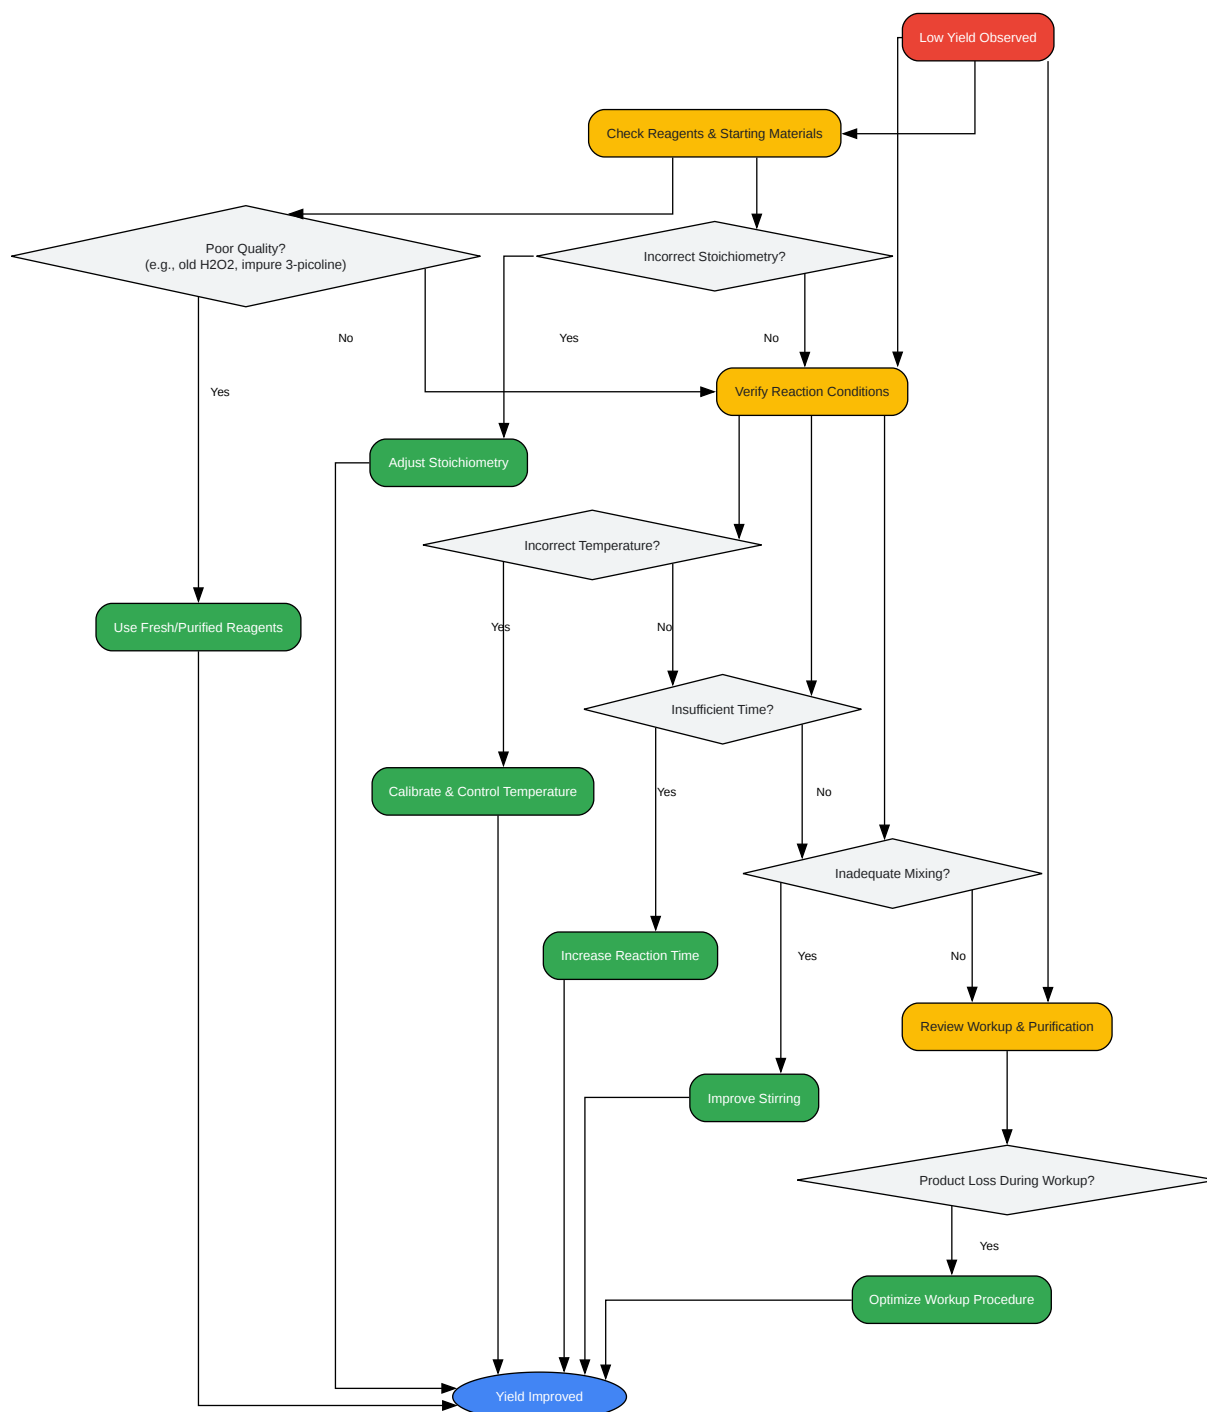 Low Yield Observed
Check Reagents & Starting Materials
Poor Quality?
(e.g., old H2O2, impure 3-picoline)
Incorrect Stoichiometry?
No
Yes
No
Yes
Verify Reaction Conditions
Adjust Stoichiometry
Incorrect Temperature?
Use Fresh/Purified Reagents
Yes
No
Insufficient Time?
Calibrate & Control Temperature
Yes
No
Inadequate Mixing?
Increase Reaction Time
Yes
No
Review Workup & Purification
Improve Stirring
Product Loss During Workup?
Yes
Optimize Workup Procedure
Yield Improved